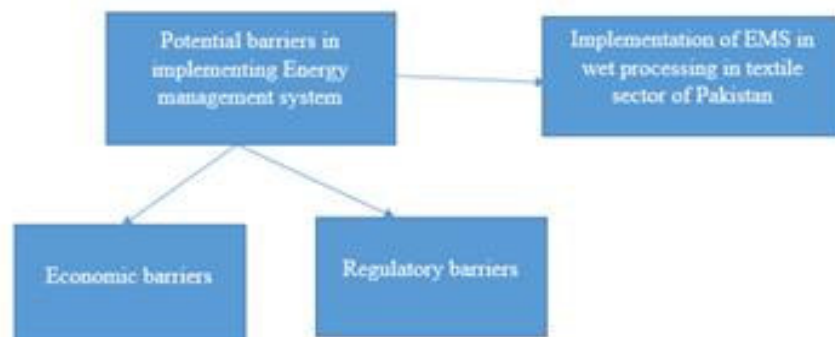 Potential barriers in
implementing Energy
management system
Implementation of EMS in
wet processing in textile
sector of Pakistan
Economic barriers
Regulatory barriers